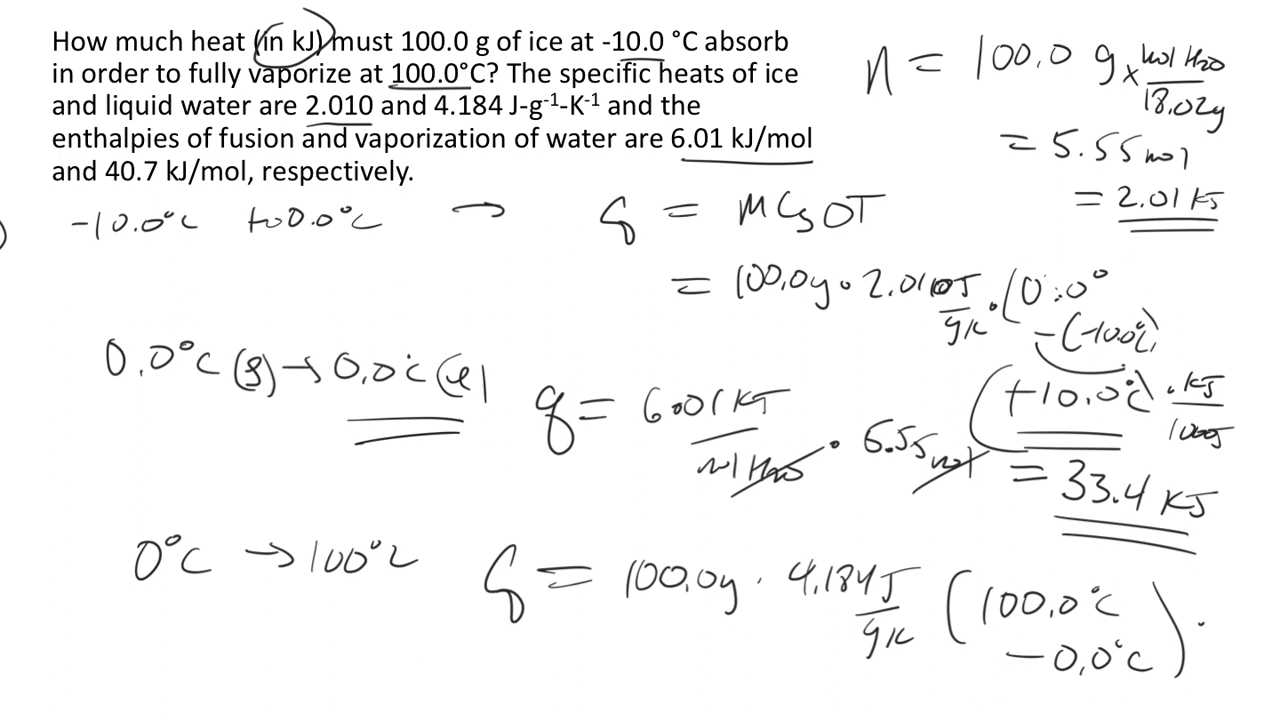 How much heat (in kJ) must 100.0 g of ice at -10.0 °C absorb
in order to fully vaporize at 100.0°C? The specific heats of ice
and liquid water are 2.010 and 4.184 J-g⁻¹-K⁻¹ and the
enthalpies of fusion and vaporization of water are 6.01 kJ/mol
and 40.7 kJ/mol, respectively.
n = 100.0 g x mol H2O / 18.02g
= 5.55 mol
= 2.01 kJ
) -10.0°C to 0.0°C → q = m Cs ΔT
= 100.0g · 2.010 J / gK · (0.0°
- (-10.0°C)
(+10.0°C) · kJ / 1000J
0.0°C (s) → 0.0°C (l)
q = 6.01 kJ / mol H2O · 6.55 mol
= 33.4 kJ
0°C → 100°C q = 100.0g · 4.184 J / gK (100.0°C
- 0.0°C) ·